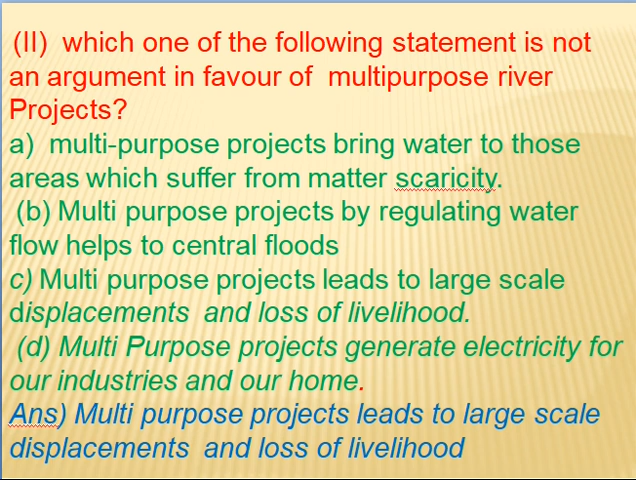 (II)  which one of the following statement is not
an argument in favour of  multipurpose river
Projects?
a)  multi-purpose projects bring water to those
areas which suffer from matter scaricity.
(b) Multi purpose projects by regulating water
flow helps to central floods
c) Multi purpose projects leads to large scale
displacements  and loss of livelihood.
(d) Multi Purpose projects generate electricity for
our industries and our home.
Ans) Multi purpose projects leads to large scale
displacements  and loss of livelihood